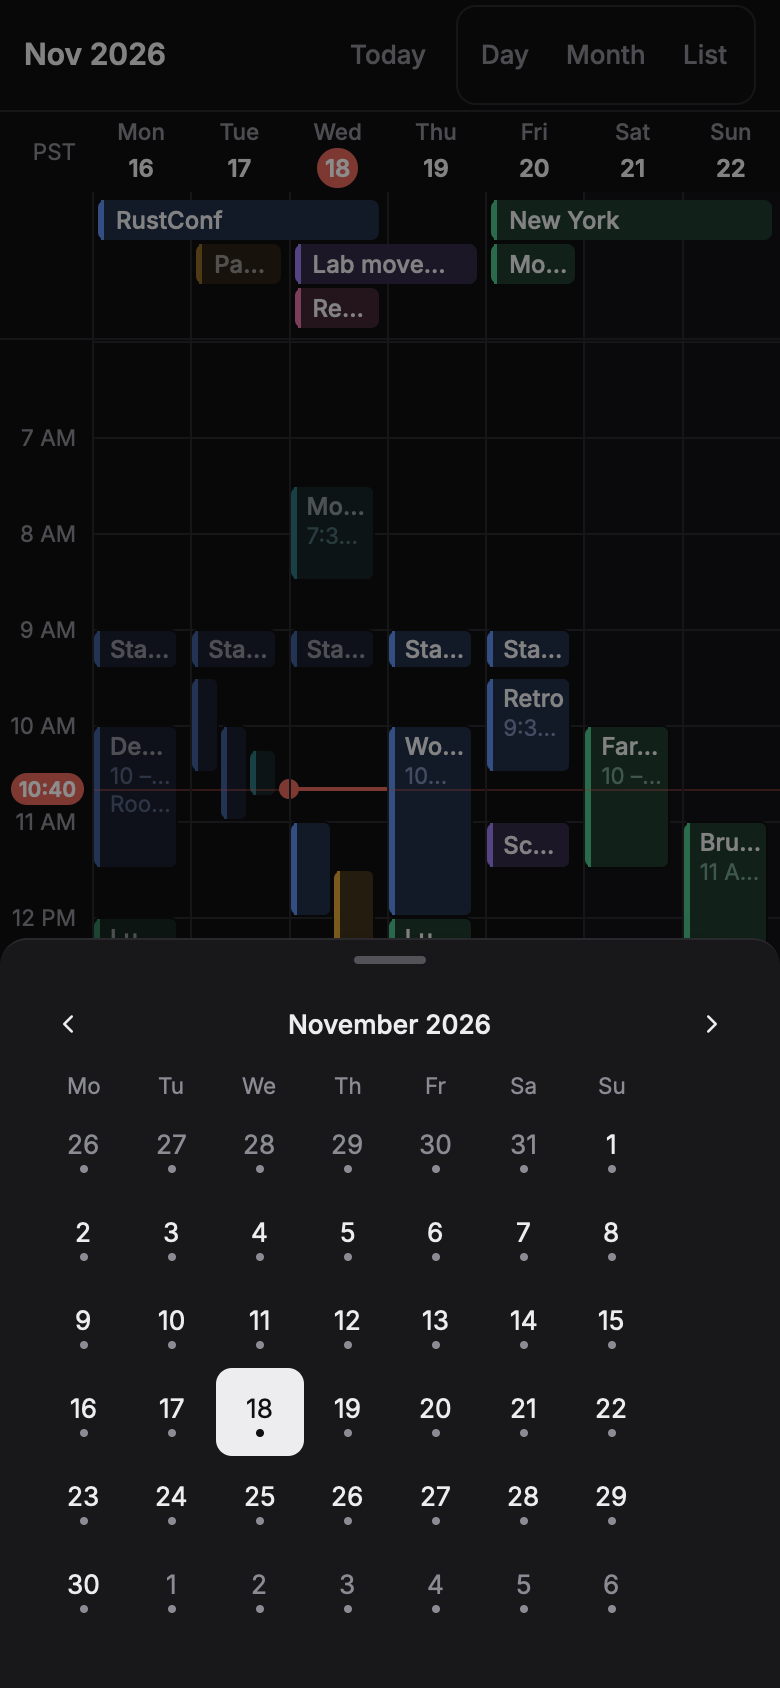 Nov 2026 Today Day Month List
PST Mon Tue Wed Thu Fri Sat Sun
16 17 18 19 20 21 22
RustConf New York
Pa... Lab move... Mo...
Re...
7 AM
Mo...
8 AM 7:3...
9 AM Sta... Sta... Sta... Sta... Sta...
Retro
10 AM 9:3...
De... Wo... Far...
10 –... 10... 10 –...
10:40 Roo...
11 AM Sc... Bru...
11 A...
12 PM
November 2026
Mo Tu We Th Fr Sa Su
26 27 28 29 30 31 1
2 3 4 5 6 7 8
9 10 11 12 13 14 15
16 17 18 19 20 21 22
23 24 25 26 27 28 29
30 1 2 3 4 5 6